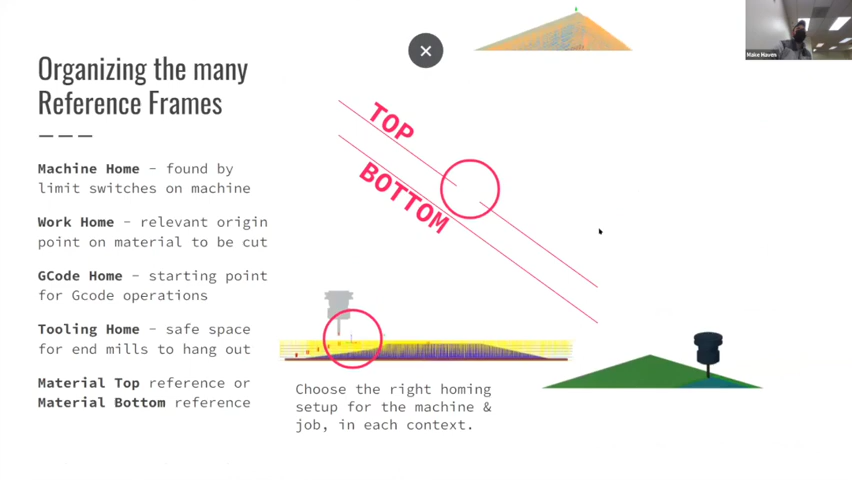 Organizing the many
Reference Frames
Machine Home - found by
limit switches on machine
Work Home - relevant origin
point on material to be cut
GCode Home - starting point
for Gcode operations
Tooling Home - safe space
for end mills to hang out
Material Top reference or
Material Bottom reference
TOP
BOTTOM
Choose the right homing
setup for the machine &
job, in each context.
Make Haven